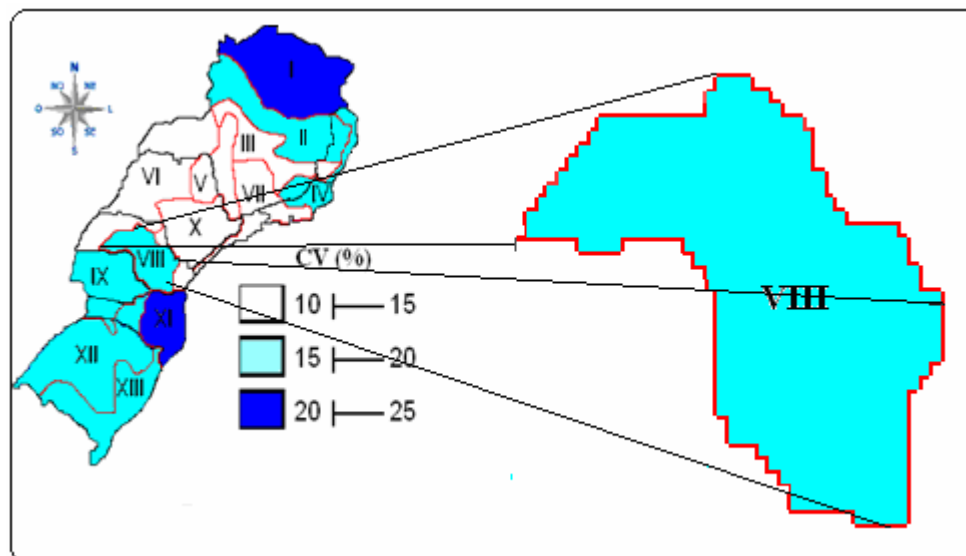 N
NO NE
O L
SO SE
S
I
II
III
IV
V
VI
VII
VIII
IX
X
XI
XII
XIII
CV (%)
10 15
15 20
20 25
VIII